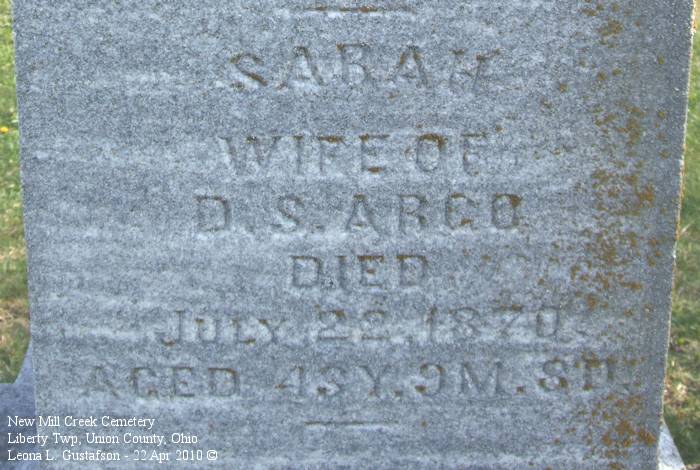 SARAH
WIFE OF
D. S. ARGO
DIED
JULY 22, 1870.
AGED 43Y. 9M. 8D.
New Mill Creek Cemetery
Liberty Twp, Union County, Ohio
Leona L. Gustafson - 22 Apr 2010 ©